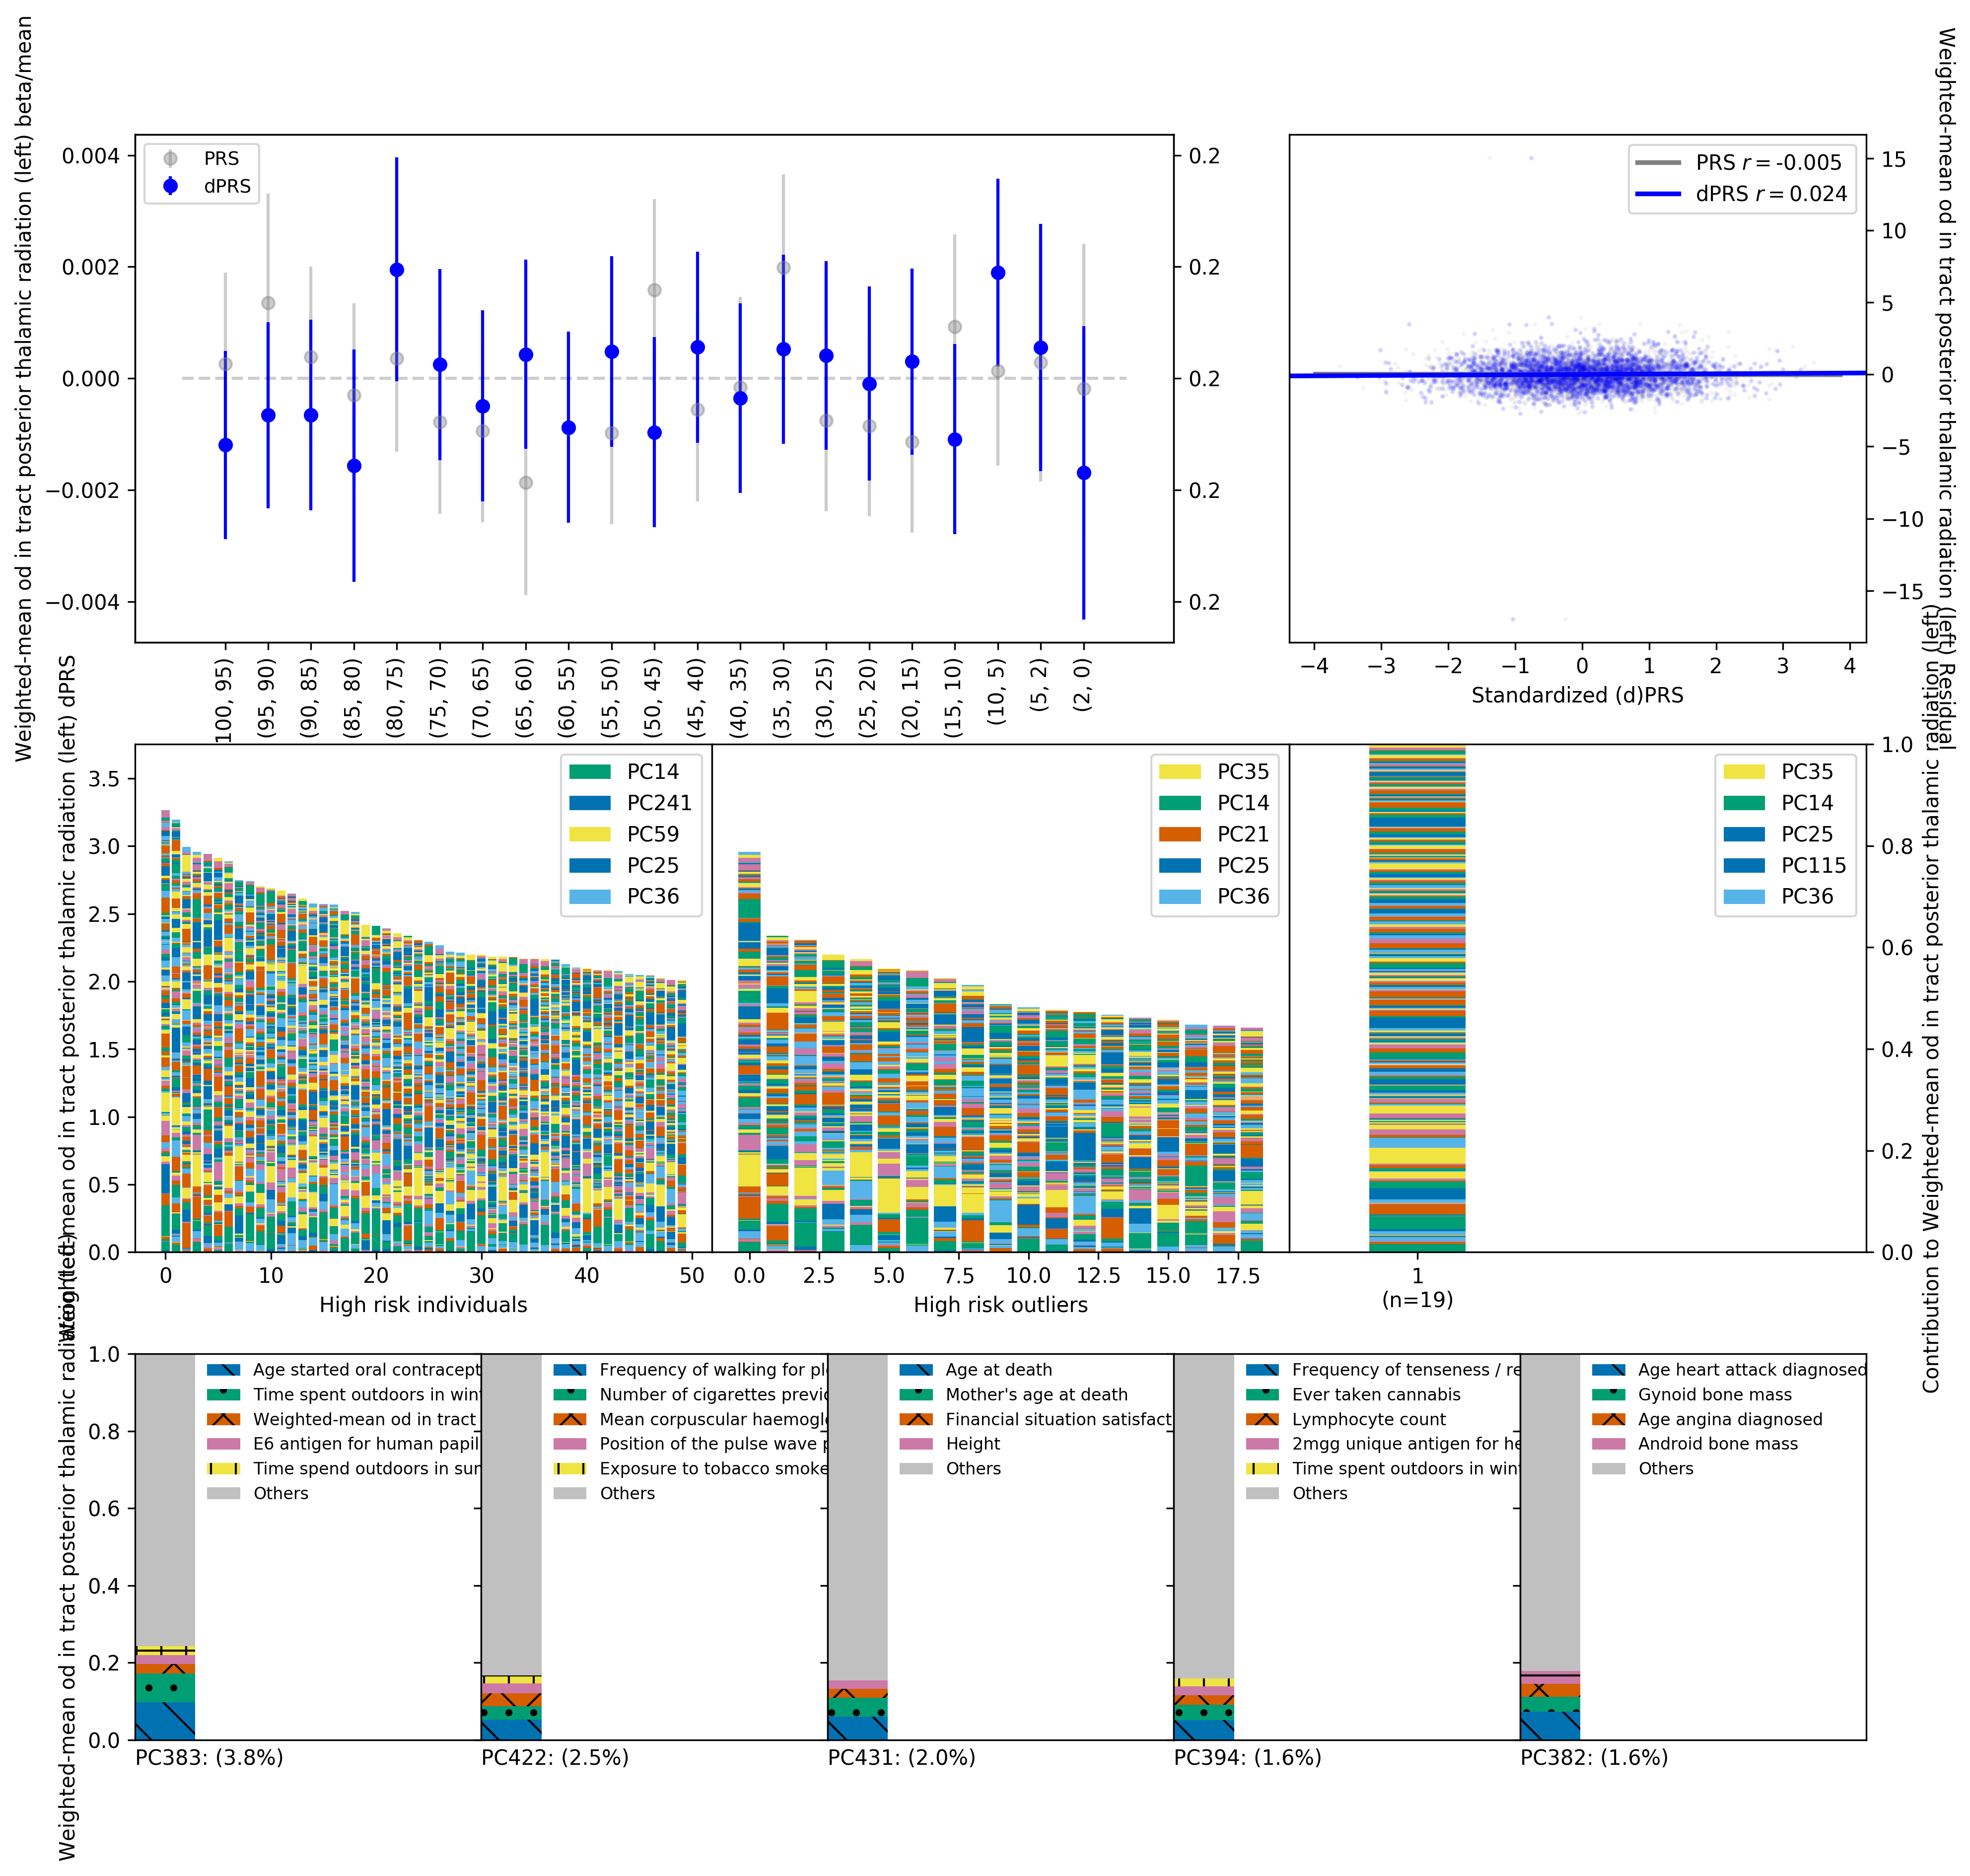 Weighted-mean od in tract posterior thalamic radiation (left) beta/mean
0.004
0.002
0.000
−0.002
−0.004
PRS
dPRS
0.2
0.2
0.2
0.2
0.2
100, 95)
(95, 90)
(90, 85)
(85, 80)
(80, 75)
(75, 70)
(70, 65)
(65, 60)
(60, 55)
(55, 50)
(50, 45)
(45, 40)
(40, 35)
(35, 30)
(30, 25)
(25, 20)
(20, 15)
(15, 10)
(10, 5)
(5, 2)
(2, 0)
PRS r = -0.005
dPRS r = 0.024
15
10
5
0
−5
−10
−15
−4
−3
−2
−1
0
1
2
3
4
Standardized (d)PRS
Weighted-mean od in tract posterior thalamic radiation (left) Residual
Weighted-mean od in tract posterior thalamic radiation (left) dPRS
3.5
3.0
2.5
2.0
1.5
1.0
0.5
0.0
PC14
PC241
PC59
PC25
PC36
0
10
20
30
40
50
High risk individuals
PC35
PC14
PC21
PC25
PC36
0.0
2.5
5.0
7.5
10.0
12.5
15.0
17.5
High risk outliers
PC35
PC14
PC25
PC115
PC36
1
(n=19)
1.0
0.8
0.6
0.4
0.2
0.0
Contribution to Weighted-mean od in tract posterior thalamic radiation (left)
Weighted-mean od in tract posterior thalamic radiation (left)
1.0
0.8
0.6
0.4
0.2
0.0
Age started oral contracept
Time spent outdoors in wint
Weighted-mean od in tract
E6 antigen for human papil
Time spend outdoors in sum
Others
PC383: (3.8%)
Frequency of walking for ple
Number of cigarettes previo
Mean corpuscular haemoglo
Position of the pulse wave p
Exposure to tobacco smoke
Others
PC422: (2.5%)
Age at death
Mother's age at death
Financial situation satisfact
Height
Others
PC431: (2.0%)
Frequency of tenseness / re
Ever taken cannabis
Lymphocyte count
2mgg unique antigen for he
Time spent outdoors in wint
Others
PC394: (1.6%)
Age heart attack diagnosed
Gynoid bone mass
Age angina diagnosed
Android bone mass
Others
PC382: (1.6%)